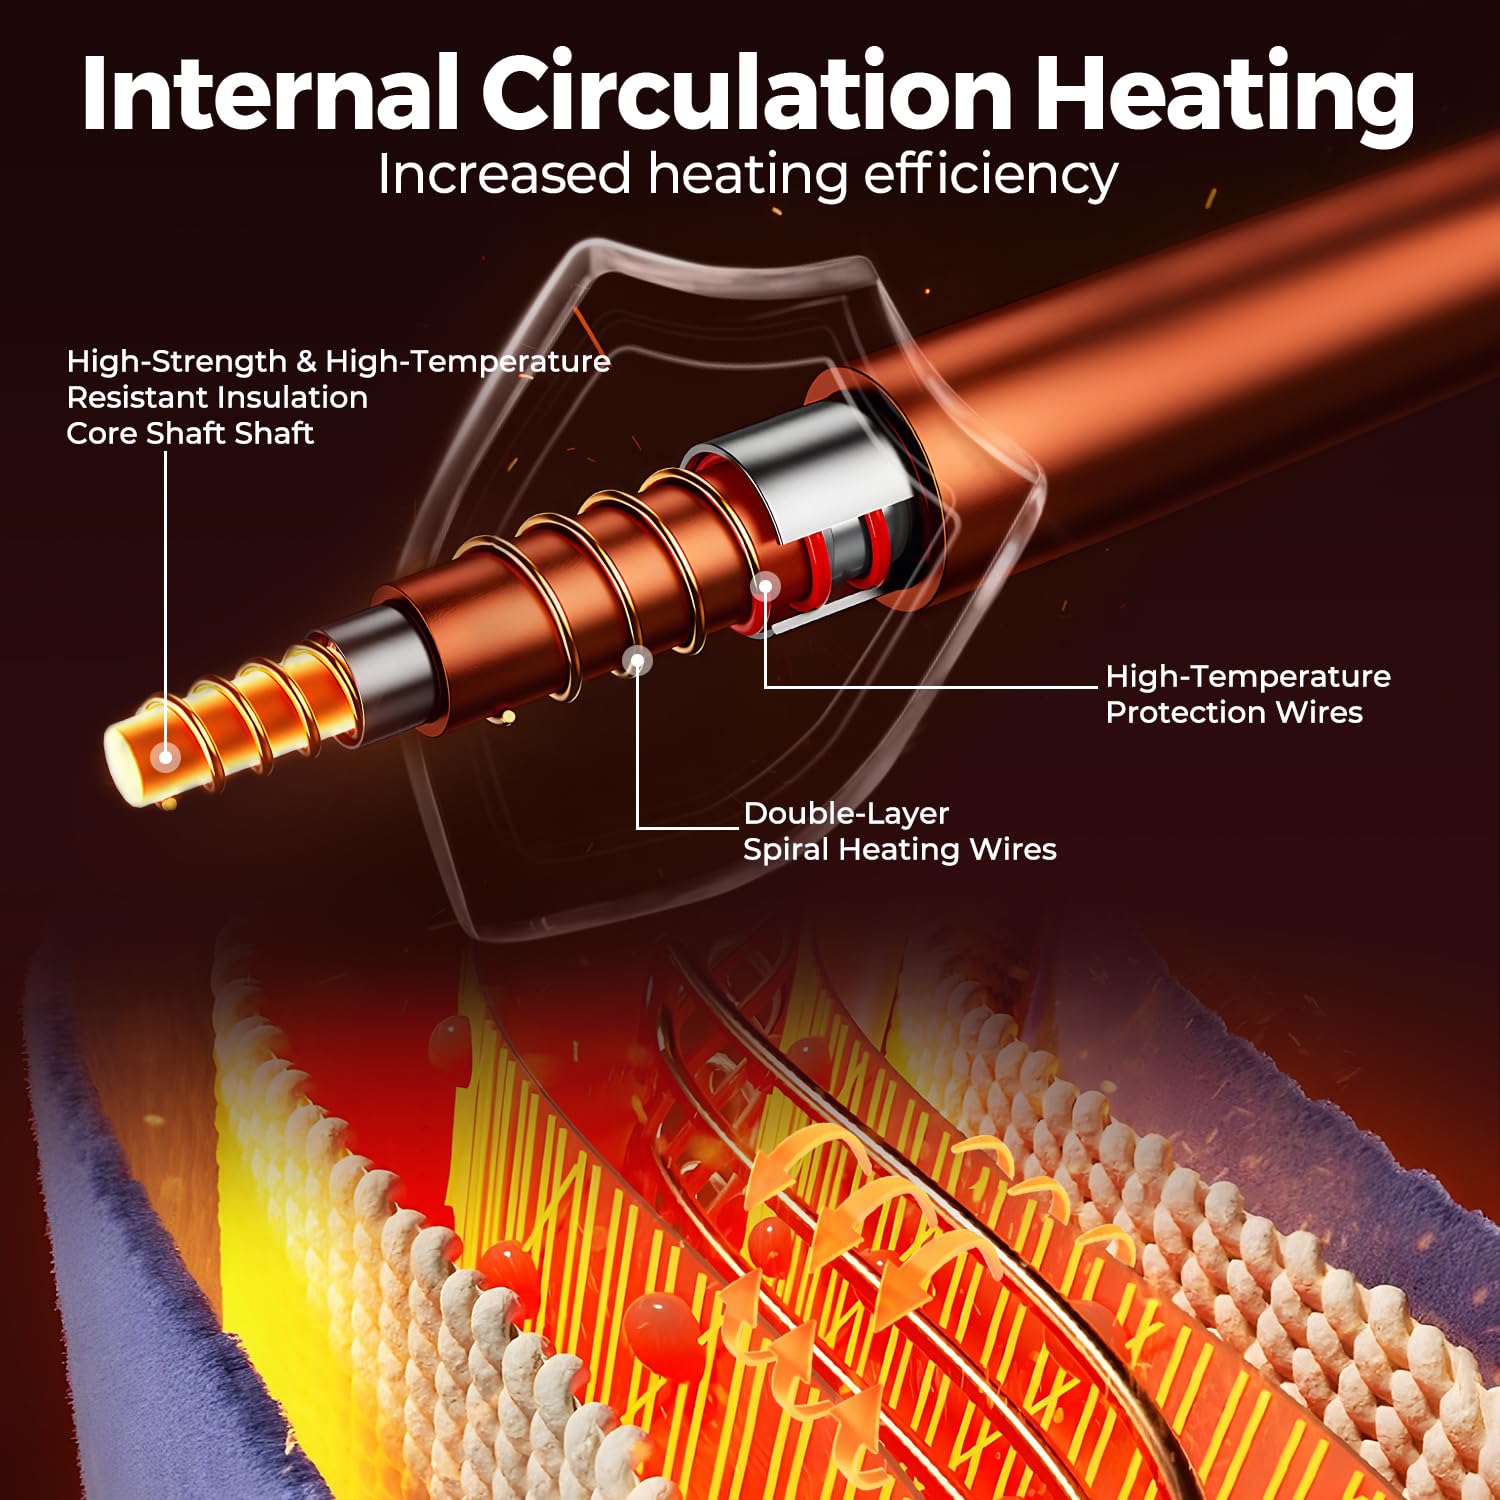 Internal Circulation Heating
Increased heating efficiency
High-Strength & High-Temperature
Resistant Insulation
Core Shaft Shaft
High-Temperature
Protection Wires
Double-Layer
Spiral Heating Wires